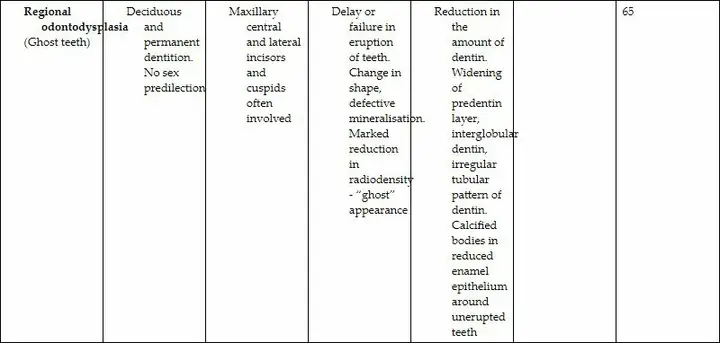 Regional
odontodysplasia
(Ghost teeth)
Deciduous
and
permanent
dentition.
No sex
predilection
Maxillary
central
and lateral
incisors
and
cuspids
often
involved
Delay or
failure in
eruption
of teeth.
Change in
shape,
defective
mineralisation.
Marked
reduction
in
radiodensity
- “ghost”
appearance
Reduction in
the
amount of
dentin.
Widening
of
predentin
layer,
interglobular
dentin,
irregular
tubular
pattern of
dentin.
Calcified
bodies in
reduced
enamel
epithelium
around
unerupted
teeth
65